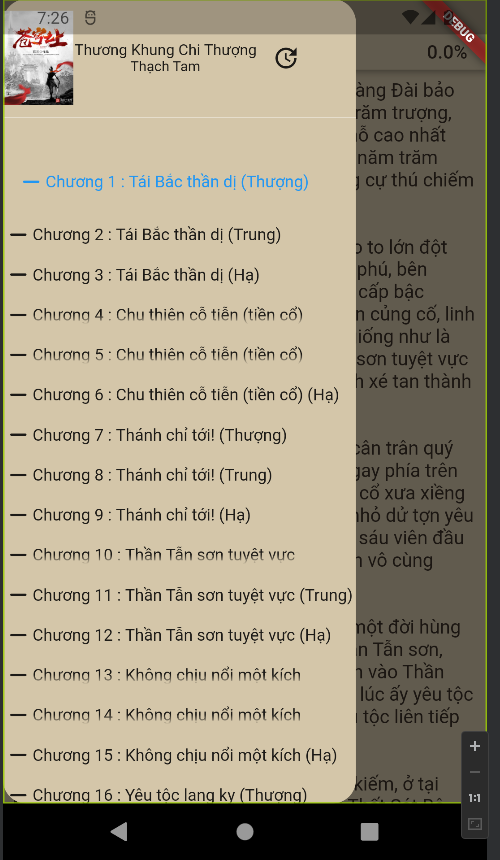 7:26
DEBUG
Thương Khung Chi Thượng
Thạch Tam
0.0%
Chương 1 : Tái Bắc thần dị (Thượng)
Chương 2 : Tái Bắc thần dị (Trung)
Chương 3 : Tái Bắc thần dị (Hạ)
Chương 4 : Chu thiên cỗ tiễn (tiền cổ)
Chương 5 : Chu thiên cỗ tiễn (tiền cổ)
Chương 6 : Chu thiên cỗ tiễn (tiền cổ) (Hạ)
Chương 7 : Thánh chỉ tới! (Thượng)
Chương 8 : Thánh chỉ tới! (Trung)
Chương 9 : Thánh chỉ tới! (Hạ)
Chương 10 : Thần Tẫn sơn tuyệt vực
Chương 11 : Thần Tẫn sơn tuyệt vực (Trung)
Chương 12 : Thần Tẫn sơn tuyệt vực (Hạ)
Chương 13 : Không chịu nổi một kích
Chương 14 : Không chịu nổi một kích
Chương 15 : Không chịu nổi một kích (Hạ)
Chương 16 : Yêu tộc lang kỵ (Thượng)
àng Đài bảo
răm trượng,
cao nhất
năm trăm
cự thú chiếm
to lớn đột
phú, bên
cấp bậc
củng cố, linh
iống như là
sơn tuyệt vực
xé tan thành
cân trân quý
gay phía trên
cổ xưa xiềng
nhỏ dử tợn yêu
sáu viên đầu
vô cùng
một đời hùng
Tẫn sơn,
vào Thần
lúc ấy yêu tộc
tộc liên tiếp
kiếm, ở tại
1:1